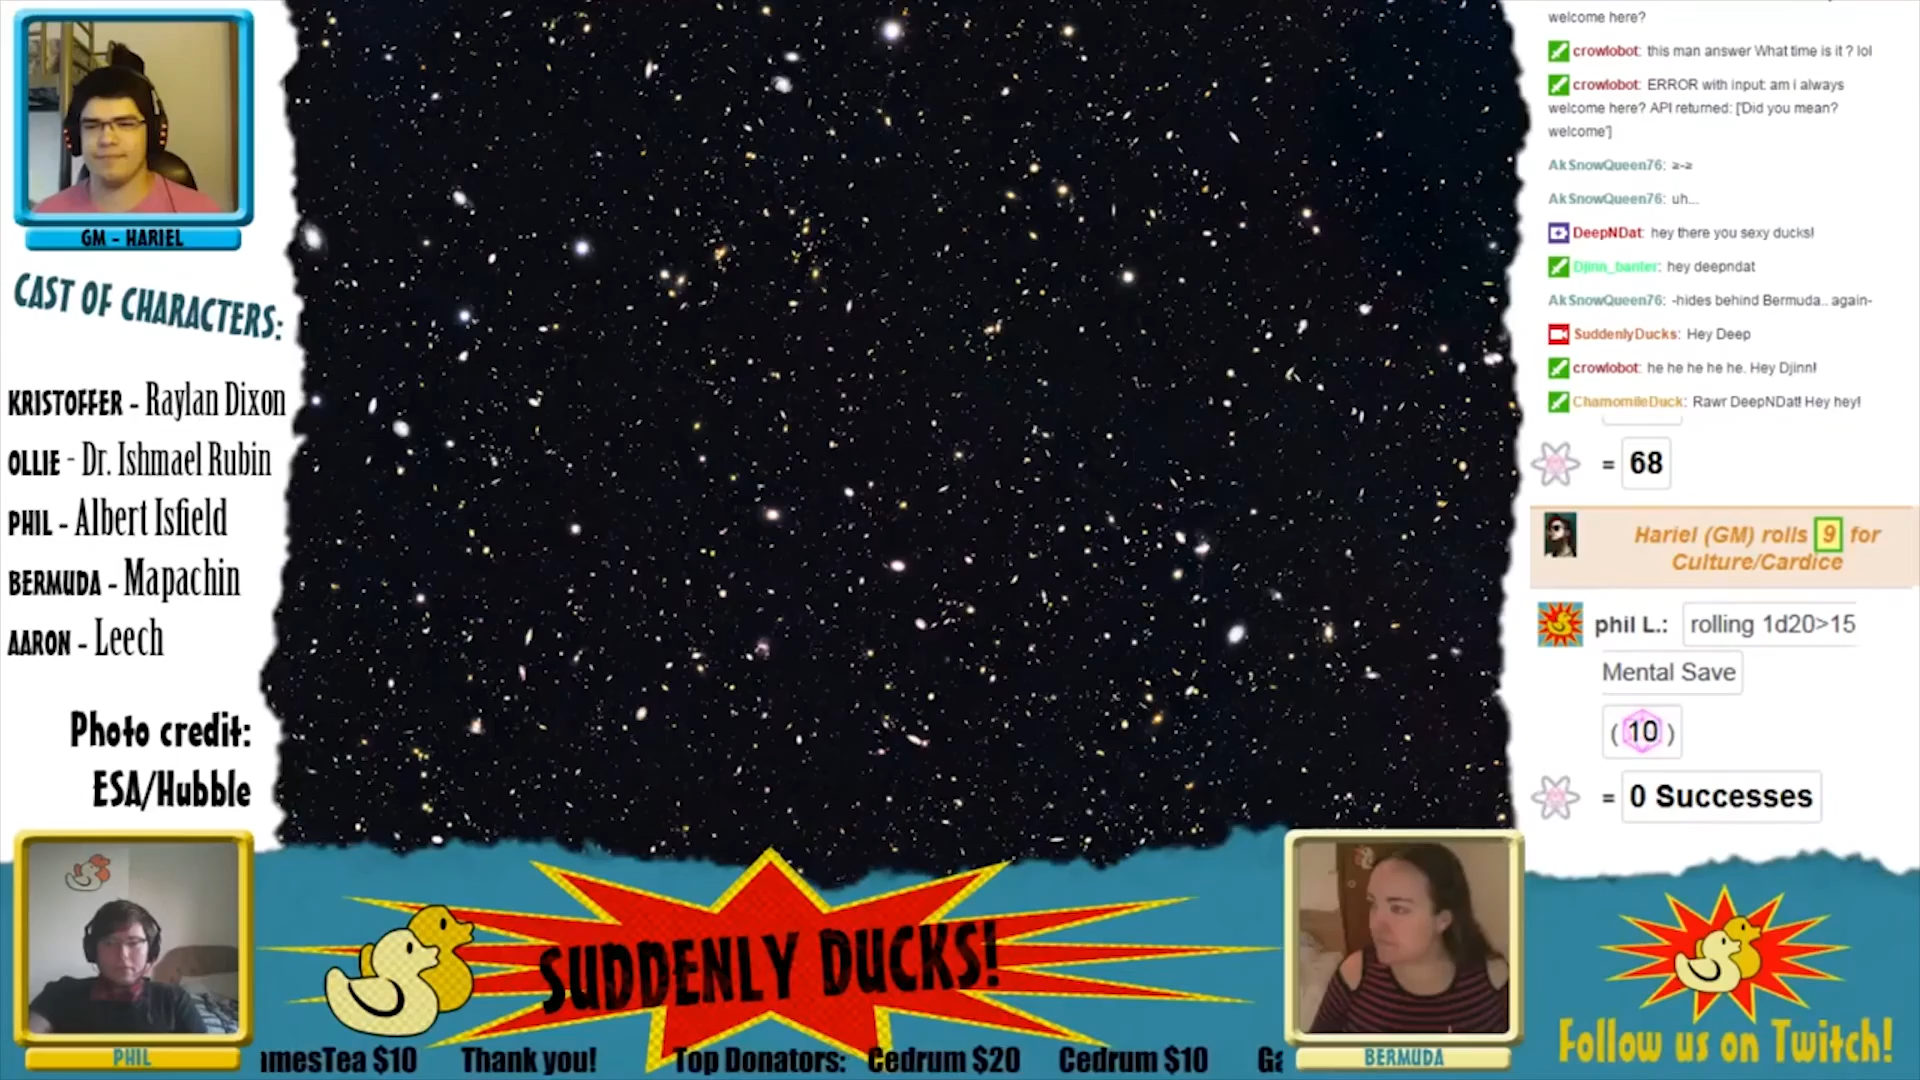 GM - HARIEL
CAST OF CHARACTERS:
KRISTOFFER - Raylan Dixon
OLLIE - Dr. Ishmael Rubin
PHIL - Albert Isfield
BERMUDA - Mapachin
AARON - Leech
Photo credit:
ESA/Hubble
PHIL
SUDDENLY DUCKS!
mesTea $10 Thank you! Top Donators: Cedrum $20 Cedrum $10
BERMUDA
welcome here?
crowlobot: this man answer What time is it ? lol
crowlobot: ERROR with input: am i always
welcome here? API returned: ['Did you mean?
welcome']
AkSnowQueen76: ≥-≥
AkSnowQueen76: uh...
DeepNDat: hey there you sexy ducks!
Djinn_banter: hey deepndat
AkSnowQueen76: -hides behind Bermuda.. again-
SuddenlyDucks: Hey Deep
crowlobot: he he he he he. Hey Djinn!
ChamomileDuck: Rawr DeepNDat! Hey hey!
= 68
Hariel (GM) rolls 9 for
Culture/Cardice
phil L.: rolling 1d20>15
Mental Save
(10)
= 0 Successes
Follow us on Twitch!